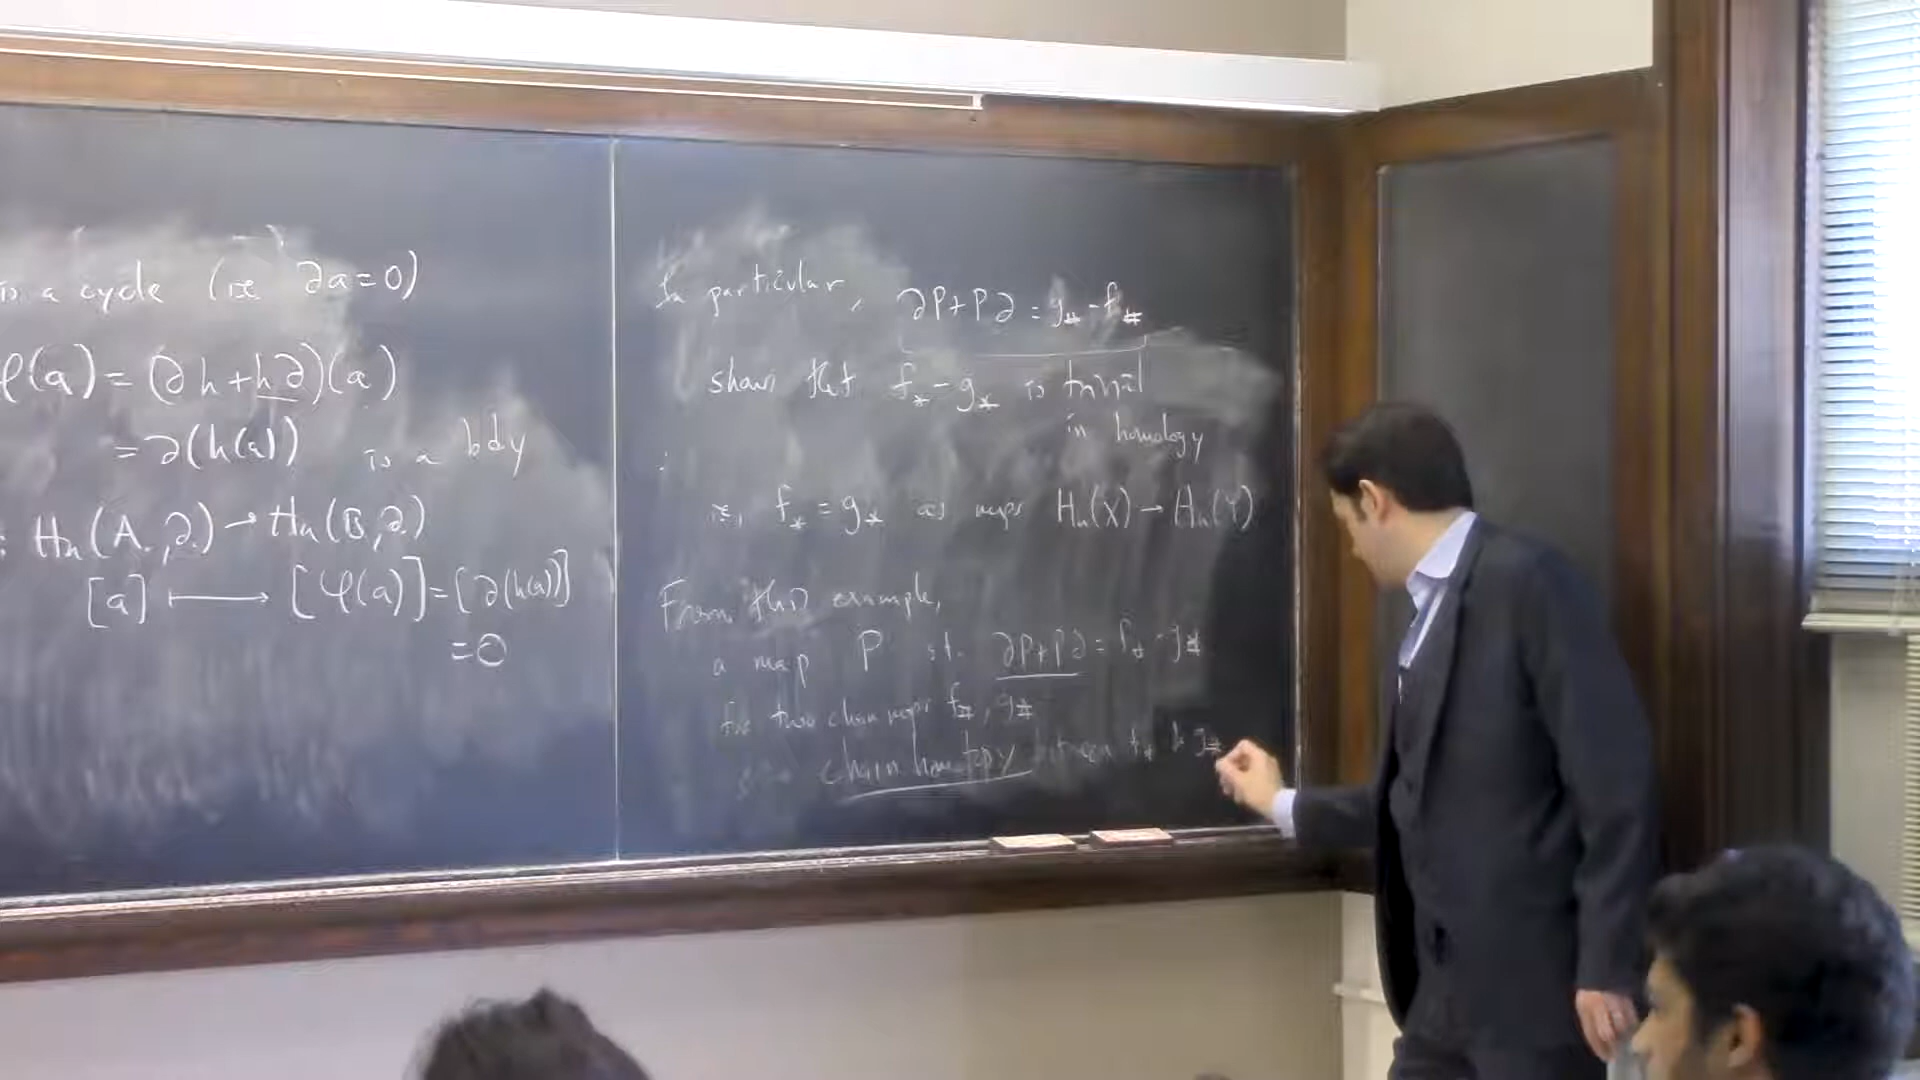 is a cycle (ie ∂a=0)
φ(a) = (∂h+h∂)(a)
= ∂(h(a)) is a bdy
: Hn(A.,∂.) → Hn(B.,∂.)
[a] ⟼ [φ(a)] = [∂(h(a))]
= 0
In particular, ∂P+P∂ = g# - f#
shows that f* - g* is trivial
in homology
ie, f* = g* as maps Hn(X) → Hn(Y)
From this example,
a map P st. ∂P+P∂ = f# - g#
for two chain maps f#, g#
chain homotopy between f# & g#